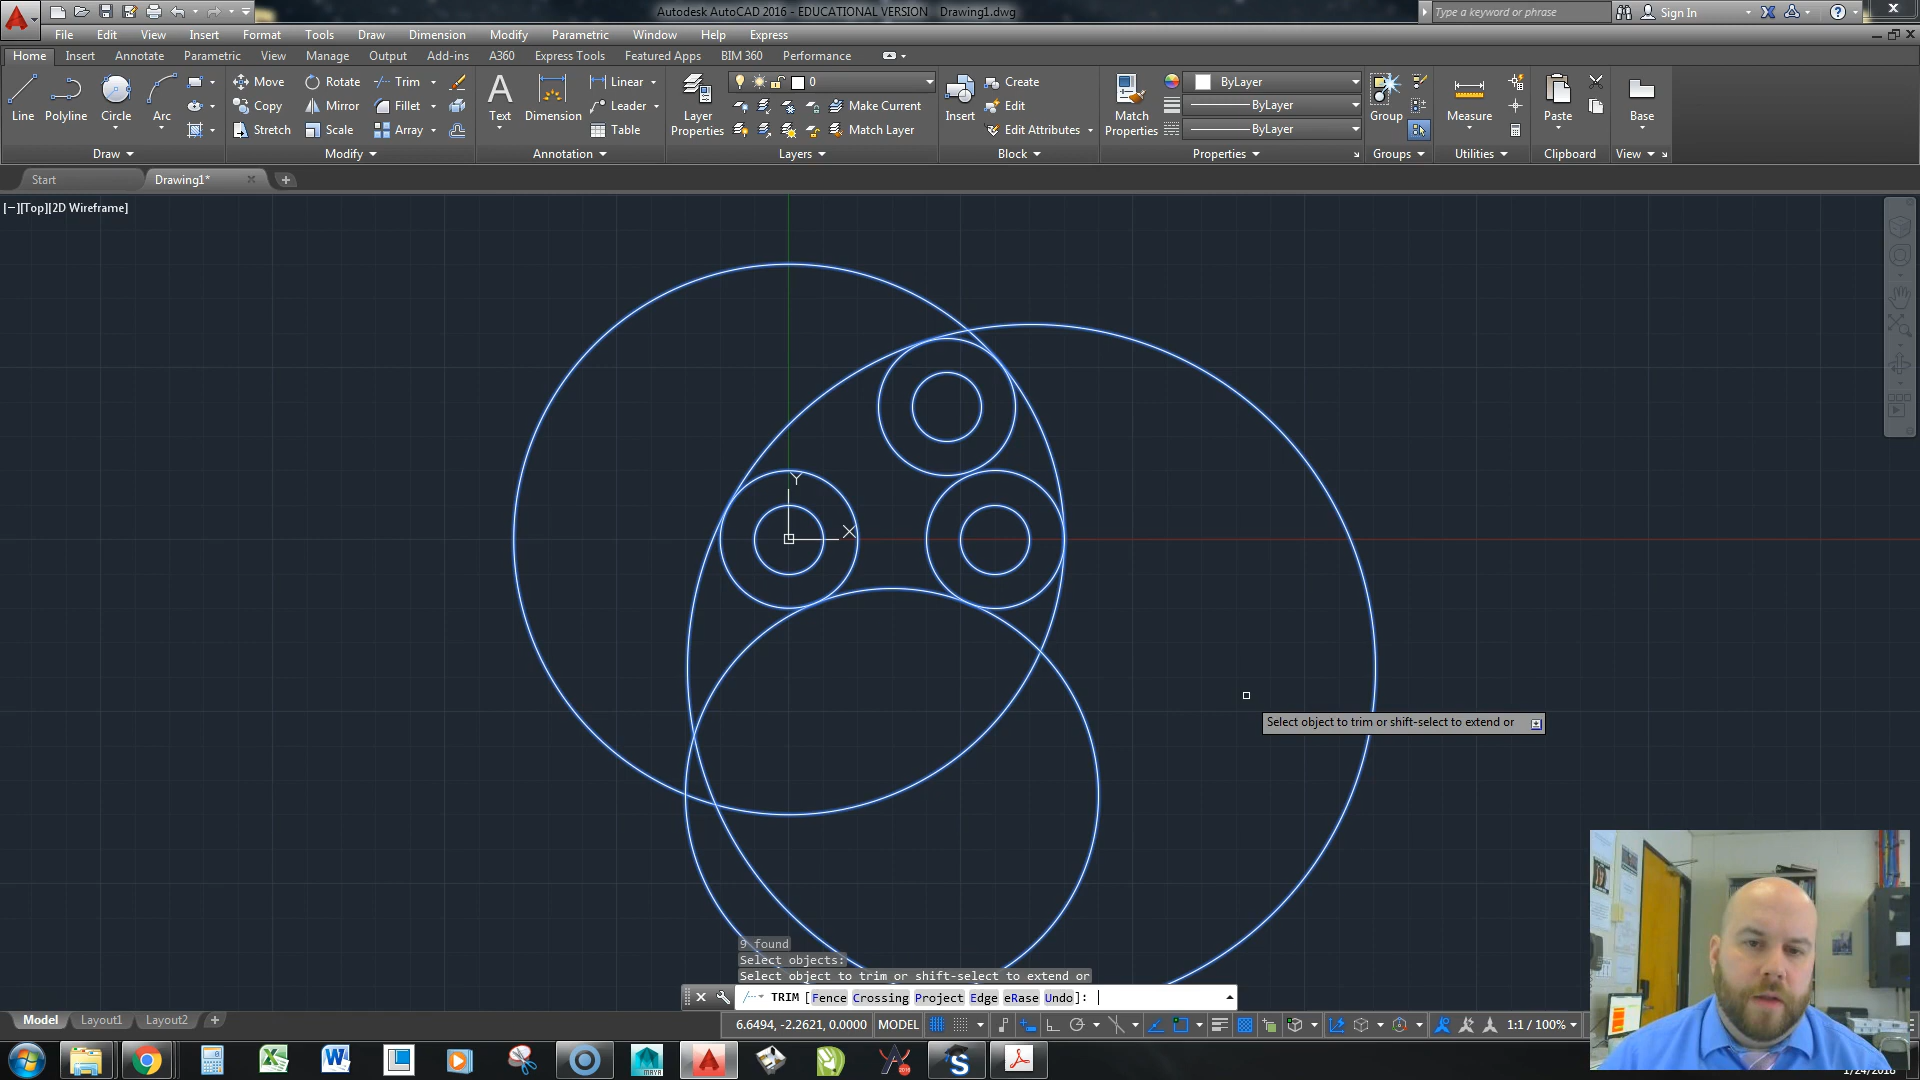 Autodesk AutoCAD 2016 - EDUCATIONAL VERSION Drawing1.dwg
Type a keyword or phrase
Sign In
File Edit View Insert Format Tools Draw Dimension Modify Parametric Window Help Express
Home Insert Annotate Parametric View Manage Output Add-ins A360 Express Tools Featured Apps BIM 360 Performance
Line Polyline Circle Arc
Draw
Move Rotate Trim
Copy Mirror Fillet
Stretch Scale Array
Modify
Text Dimension
Linear
Leader
Table
Annotation
Layer Properties
0
Make Current
Match Layer
Layers
Insert
Create
Edit
Edit Attributes
Block
Match Properties
ByLayer
ByLayer
ByLayer
Properties
Group
Groups
Measure
Utilities
Paste
Clipboard
Base
View
Start Drawing1*
[−][Top][2D Wireframe]
Y
X
Select object to trim or shift-select to extend or
9 found
Select objects:
Select object to trim or shift-select to extend or
TRIM [Fence Crossing Project Edge eRase Undo]:
Model Layout1 Layout2
6.6494, -2.2621, 0.0000 MODEL
1:1 / 100%
MAYA
1/24/2018